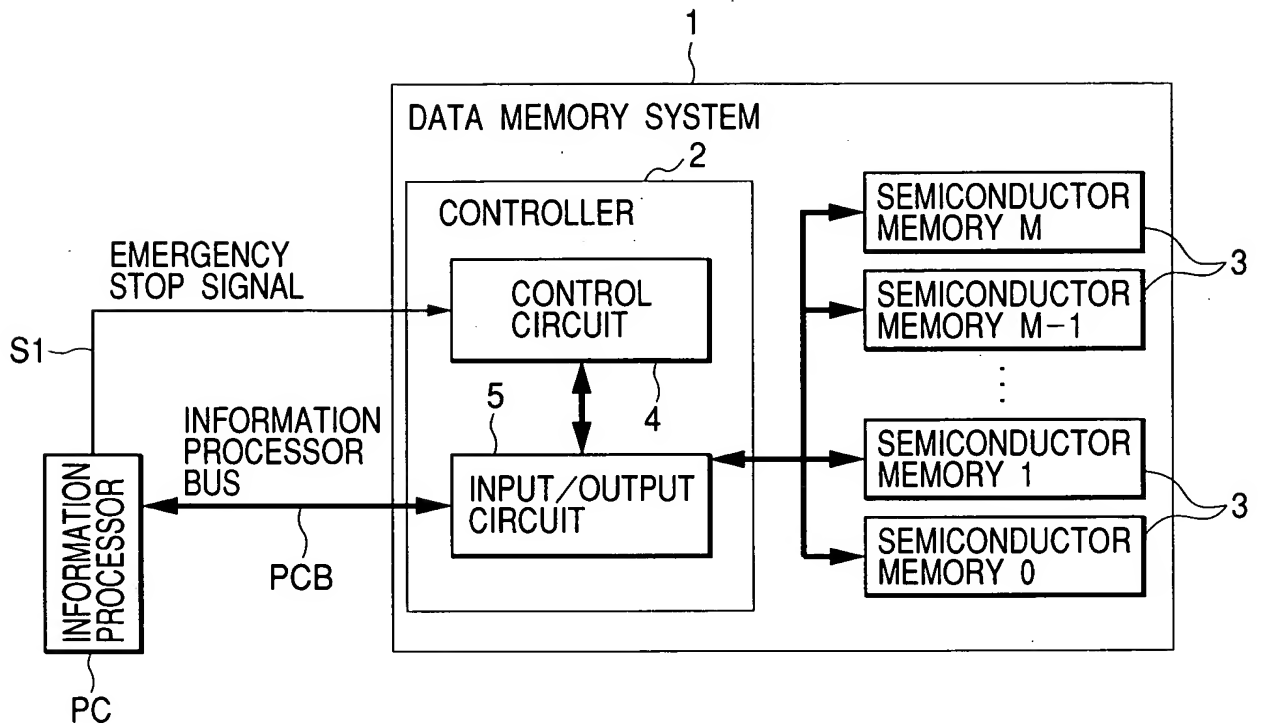 1
DATA MEMORY SYSTEM
2
CONTROLLER
SEMICONDUCTOR
MEMORY M
EMERGENCY
STOP SIGNAL
CONTROL
CIRCUIT
3
SEMICONDUCTOR
MEMORY M-1
S1
⋮
5
4
INFORMATION
PROCESSOR
BUS
SEMICONDUCTOR
MEMORY 1
INFORMATION
PROCESSOR
INPUT/OUTPUT
CIRCUIT
3
PCB
SEMICONDUCTOR
MEMORY 0
PC